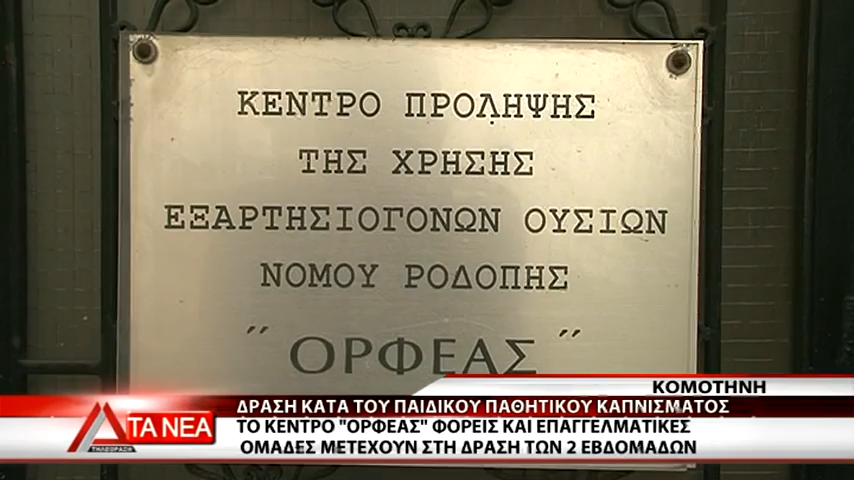 ΚΕΝΤΡΟ ΠΡΟΛΗΨΗΣ
ΤΗΣ ΧΡΗΣΗΣ
ΕΞΑΡΤΗΣΙΟΓΟΝΩΝ ΟΥΣΙΩΝ
ΝΟΜΟΥ ΡΟΔΟΠΗΣ
" ΟΡΦΕΑΣ "
ΚΟΜΟΤΗΝΗ
ΔΡΑΣΗ ΚΑΤΑ ΤΟΥ ΠΑΙΔΙΚΟΥ ΠΑΘΗΤΙΚΟΥ ΚΑΠΝΙΣΜΑΤΟΣ
ΤΟ ΚΕΝΤΡΟ "ΟΡΦΕΑΣ" ΦΟΡΕΙΣ ΚΑΙ ΕΠΑΓΓΕΛΜΑΤΙΚΕΣ
ΟΜΑΔΕΣ ΜΕΤΕΧΟΥΝ ΣΤΗ ΔΡΑΣΗ ΤΩΝ 2 ΕΒΔΟΜΑΔΩΝ
ΤΑ ΝΕΑ
ΤΗΛΕΟΡΑΣΗ